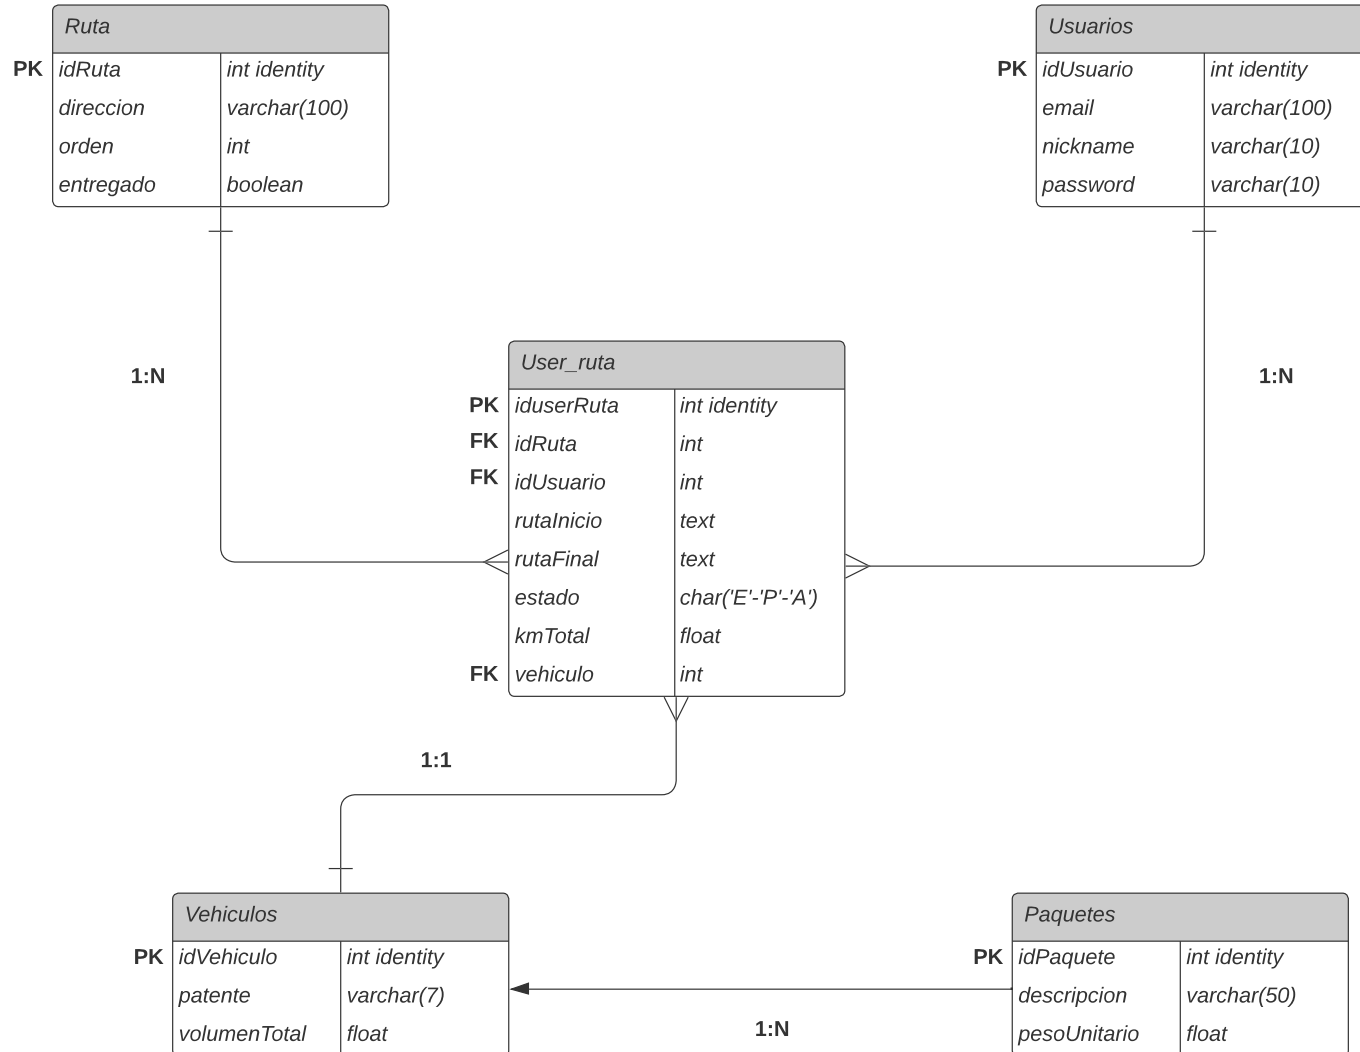 Ruta
PK idRuta int identity
direccion varchar(100)
orden int
entregado boolean
Usuarios
PK idUsuario int identity
email varchar(100)
nickname varchar(10)
password varchar(10)
1:N
1:N
User_ruta
PK iduserRuta int identity
FK idRuta int
FK idUsuario int
rutaInicio text
rutaFinal text
estado char('E'-'P'-'A')
kmTotal float
FK vehiculo int
1:1
Vehiculos
PK idVehiculo int identity
patente varchar(7)
volumenTotal float
1:N
Paquetes
PK idPaquete int identity
descripcion varchar(50)
pesoUnitario float